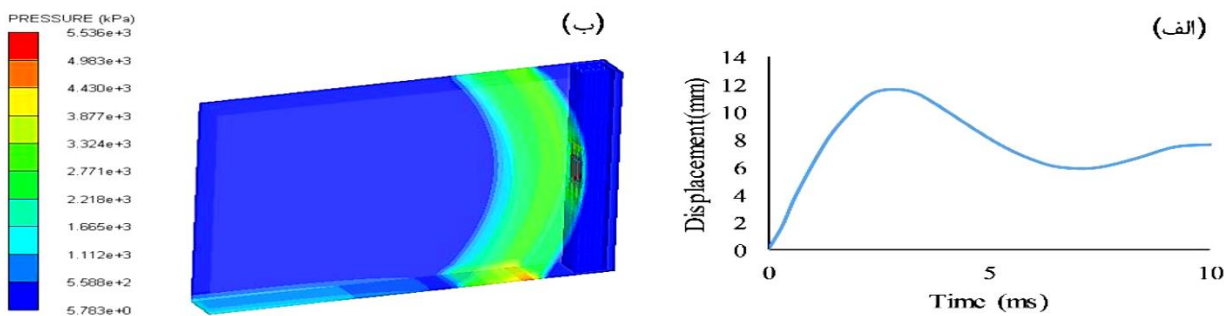 PRESSURE (kPa)
5.536e+3
4.983e+3
4.430e+3
3.877e+3
3.324e+3
2.771e+3
2.218e+3
1.665e+3
1.112e+3
5.588e+2
5.783e+0
(ب)
(الف)
Displacement(mm)
14
12
10
8
6
4
2
0
0 5 10
Time (ms)